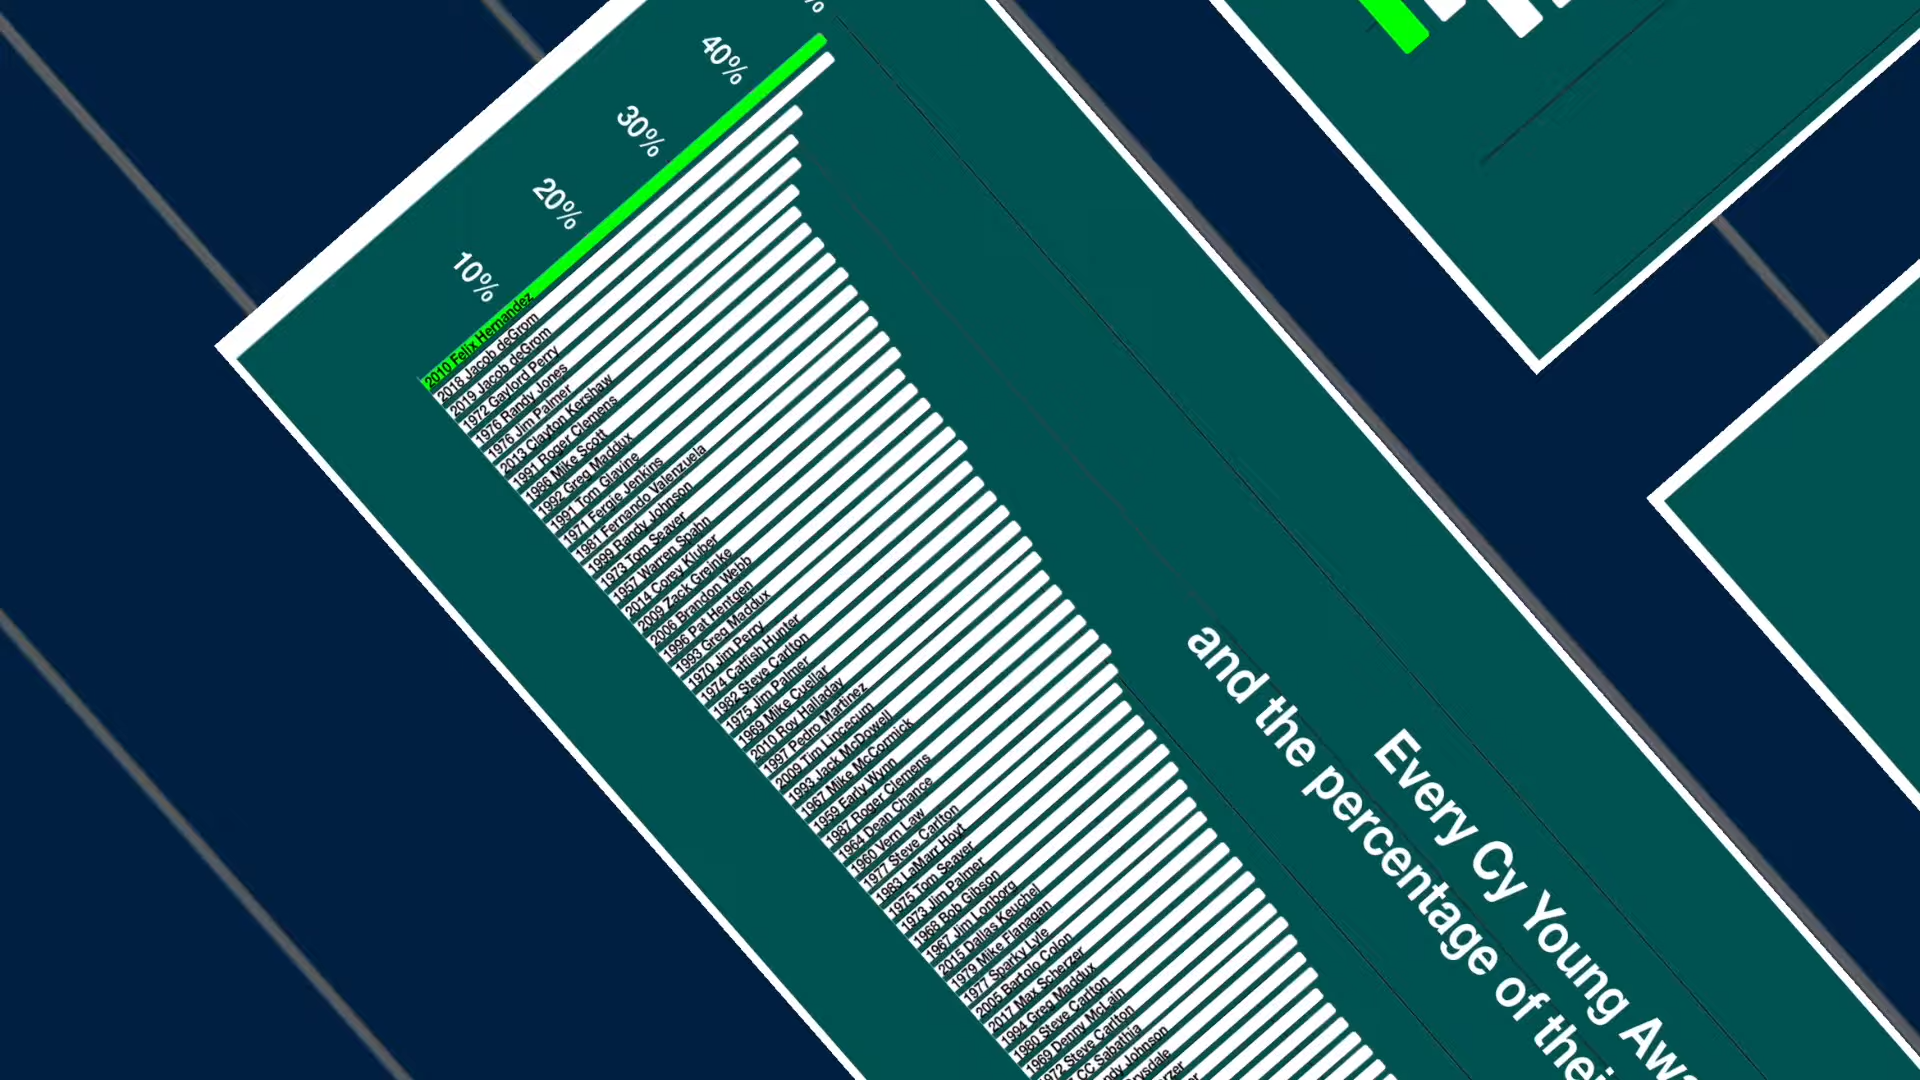 40%
30%
20%
10%
2010 Felix Hernandez
2018 Jacob deGrom
2019 Jacob deGrom
1972 Gaylord Perry
1976 Randy Jones
1976 Jim Palmer
2013 Clayton Kershaw
1991 Roger Clemens
1986 Mike Scott
1992 Greg Maddux
1991 Tom Glavine
1971 Fergie Jenkins
1981 Fernando Valenzuela
1999 Randy Johnson
1973 Tom Seaver
1957 Warren Spahn
2014 Corey Kluber
2009 Zack Greinke
2006 Brandon Webb
1996 Pat Hentgen
1993 Greg Maddux
1970 Jim Perry
1974 Catfish Hunter
1982 Steve Carlton
1975 Jim Palmer
1969 Mike Cuellar
2010 Roy Halladay
1997 Pedro Martinez
2009 Tim Lincecum
1993 Jack McDowell
1967 Mike McCormick
1959 Early Wynn
1987 Roger Clemens
1964 Dean Chance
1960 Vern Law
1977 Steve Carlton
1983 LaMarr Hoyt
1975 Tom Seaver
1973 Jim Palmer
1968 Bob Gibson
1967 Jim Lonborg
2015 Dallas Keuchel
1979 Mike Flanagan
1977 Sparky Lyle
2005 Bartolo Colon
2017 Max Scherzer
1994 Greg Maddux
1980 Steve Carlton
1969 Denny McLain
1972 Steve Carlton
CC Sabathia
Johnson
Every Cy Young
and the percentage of